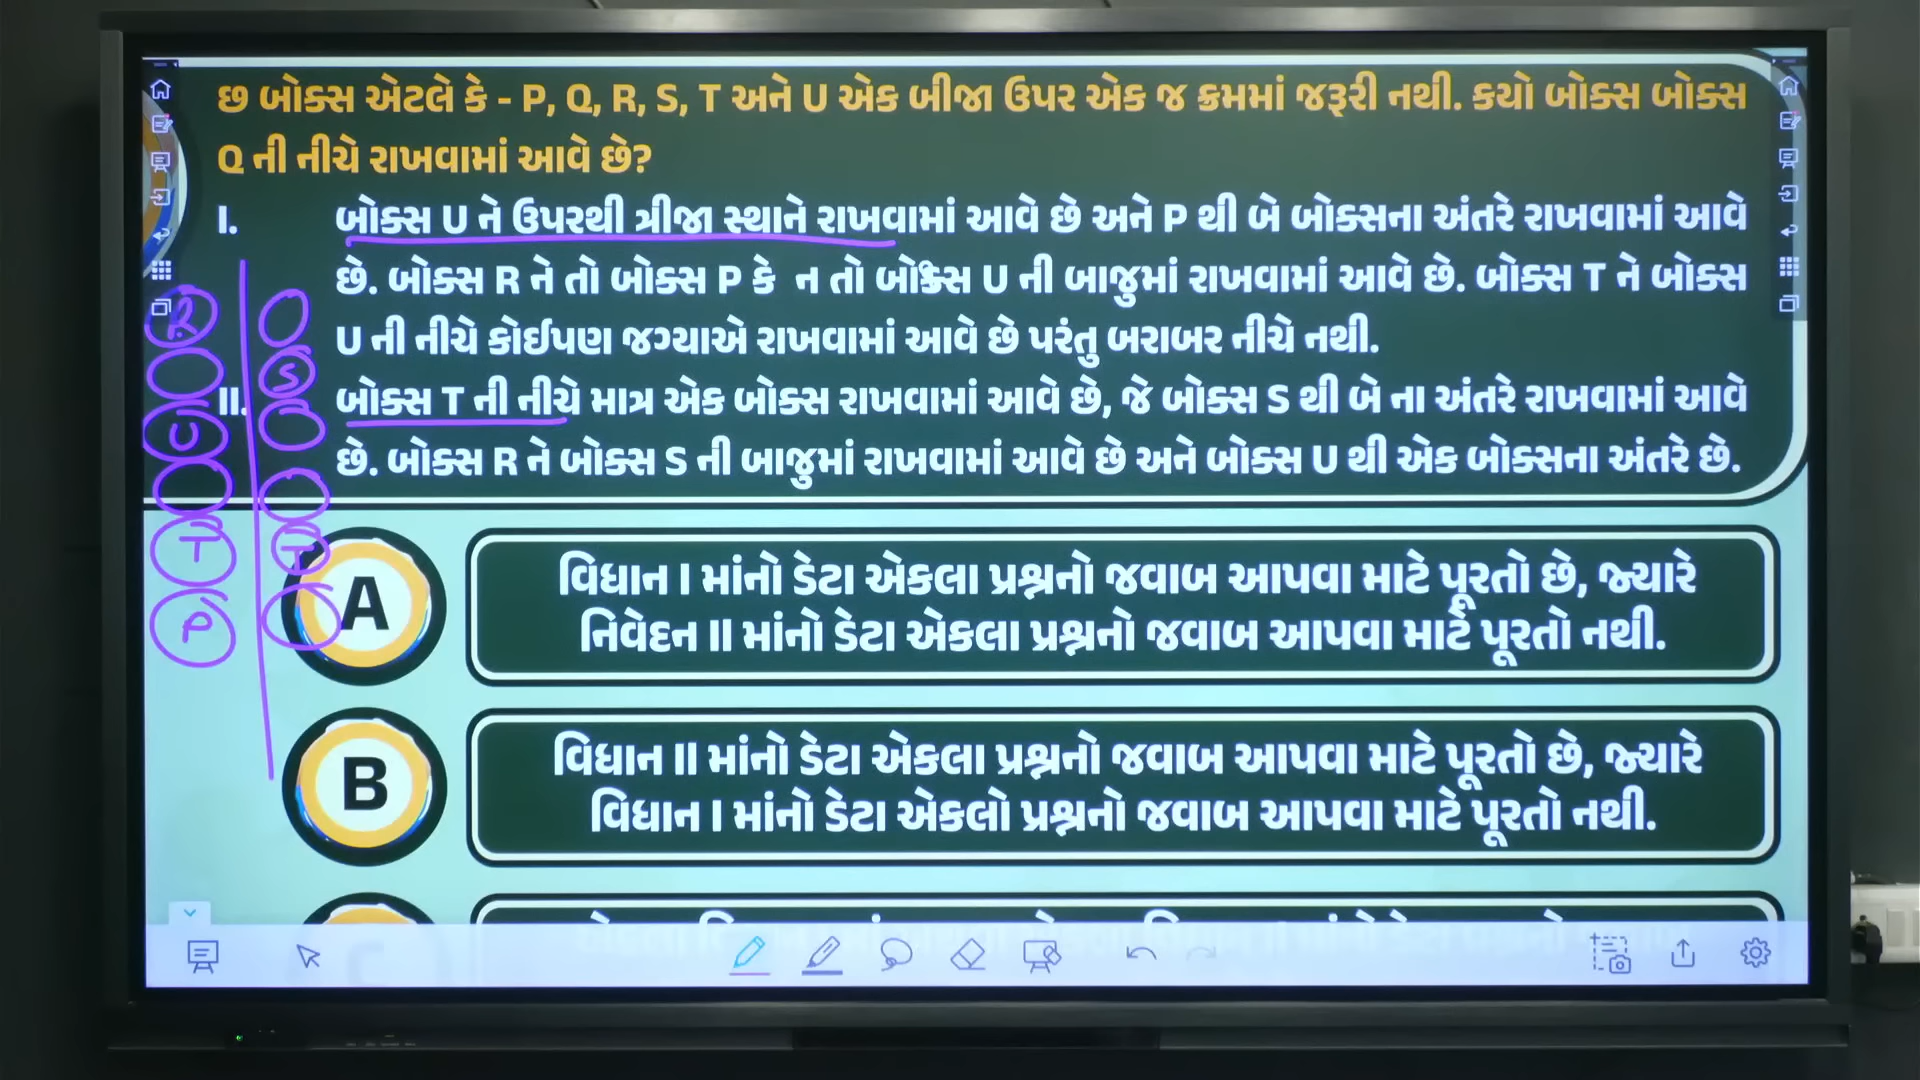 છ બોક્સ એટલે કે - P, Q, R, S, T અને U એક બીજા ઉપર એક જ ક્રમમાં જરૂરી નથી. કયો બોક્સ બોક્સ
Q ની નીચે રાખવામાં આવે છે?
I. બોક્સ U ને ઉપરથી ત્રીજા સ્થાને રાખવામાં આવે છે અને P થી બે બોક્સના અંતરે રાખવામાં આવે
છે. બોક્સ R ને તો બોક્સ P કે ન તો બોક્સ U ની બાજુમાં રાખવામાં આવે છે. બોક્સ T ને બોક્સ
U ની નીચે કોઈપણ જગ્યાએ રાખવામાં આવે છે પરંતુ બરાબર નીચે નથી.
II. બોક્સ T ની નીચે માત્ર એક બોક્સ રાખવામાં આવે છે, જે બોક્સ S થી બે ના અંતરે રાખવામાં આવે
છે. બોક્સ R ને બોક્સ S ની બાજુમાં રાખવામાં આવે છે અને બોક્સ U થી એક બોક્સના અંતરે છે.
R
S
U
T T
P
A વિધાન I માંનો ડેટા એકલા પ્રશ્નનો જવાબ આપવા માટે પૂરતો છે, જ્યારે
નિવેદન II માંનો ડેટા એકલા પ્રશ્નનો જવાબ આપવા માટે પૂરતો નથી.
B વિધાન II માંનો ડેટા એકલા પ્રશ્નનો જવાબ આપવા માટે પૂરતો છે, જ્યારે
વિધાન I માંનો ડેટા એકલો પ્રશ્નનો જવાબ આપવા માટે પૂરતો નથી.